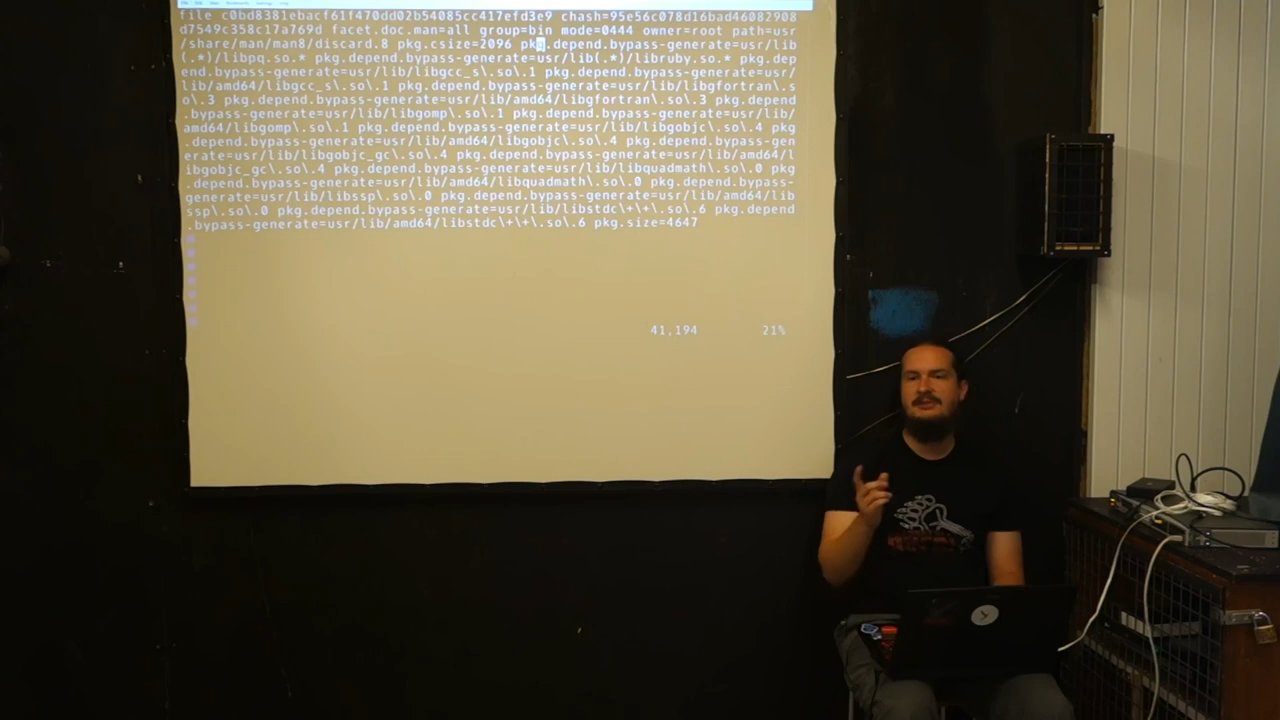 file c0bd8381ebacf61f470dd02b54085cc417efd3e9 chash=95e56c078d16bad46082908
d7549c358c17a769d facet.doc.man=all group=bin mode=0444 owner=root path=usr
/share/man/man8/discard.8 pkg.csize=2096 pkg.depend.bypass-generate=usr/lib
(.*)/libpq.so.* pkg.depend.bypass-generate=usr/lib(.*)/libruby.so.* pkg.dep
end.bypass-generate=usr/lib/libgcc_s\.so\.1 pkg.depend.bypass-generate=usr/
lib/amd64/libgcc_s\.so\.1 pkg.depend.bypass-generate=usr/lib/libgfortran\.s
o\.3 pkg.depend.bypass-generate=usr/lib/amd64/libgfortran\.so\.3 pkg.depend
.bypass-generate=usr/lib/libgomp\.so\.1 pkg.depend.bypass-generate=usr/lib/
amd64/libgomp\.so\.1 pkg.depend.bypass-generate=usr/lib/libgobjc\.so\.4 pkg
.depend.bypass-generate=usr/lib/amd64/libgobjc\.so\.4 pkg.depend.bypass-gen
erate=usr/lib/libgobjc_gc\.so\.4 pkg.depend.bypass-generate=usr/lib/amd64/l
ibgobjc_gc\.so\.4 pkg.depend.bypass-generate=usr/lib/libquadmath\.so\.0 pkg
.depend.bypass-generate=usr/lib/amd64/libquadmath\.so\.0 pkg.depend.bypass-
generate=usr/lib/libssp\.so\.0 pkg.depend.bypass-generate=usr/lib/amd64/lib
ssp\.so\.0 pkg.depend.bypass-generate=usr/lib/libstdc\+\+\.so\.6 pkg.depend
.bypass-generate=usr/lib/amd64/libstdc\+\+\.so\.6 pkg.size=4647
@
@
@
@
@
@
@
41,194 21%